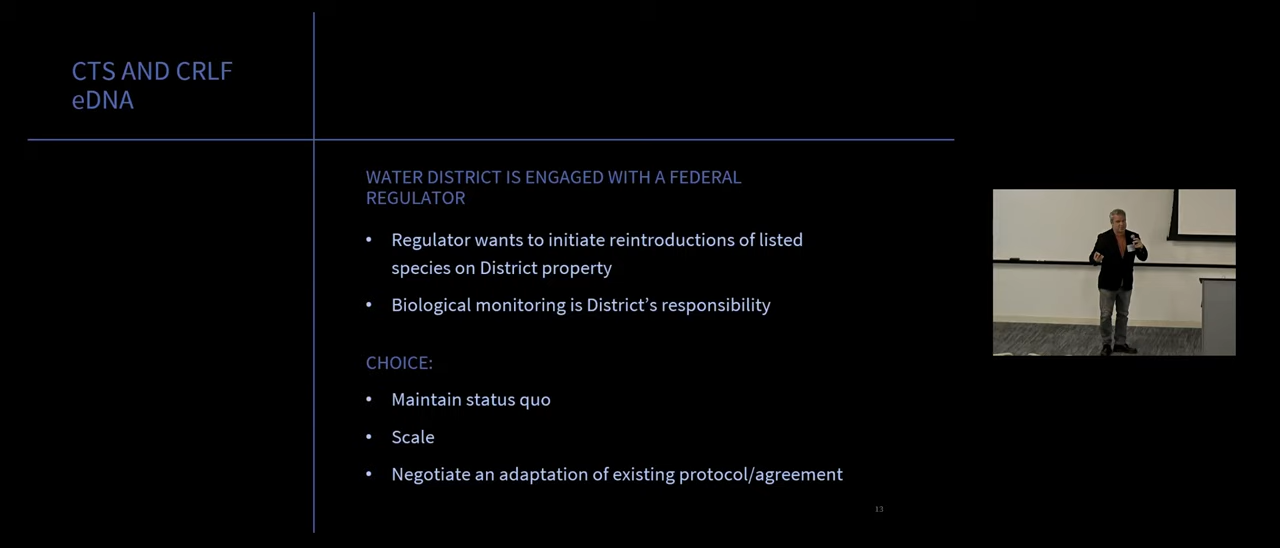 CTS AND CRLF
eDNA
WATER DISTRICT IS ENGAGED WITH A FEDERAL
REGULATOR
• Regulator wants to initiate reintroductions of listed
species on District property
• Biological monitoring is District’s responsibility
CHOICE:
• Maintain status quo
• Scale
• Negotiate an adaptation of existing protocol/agreement
13